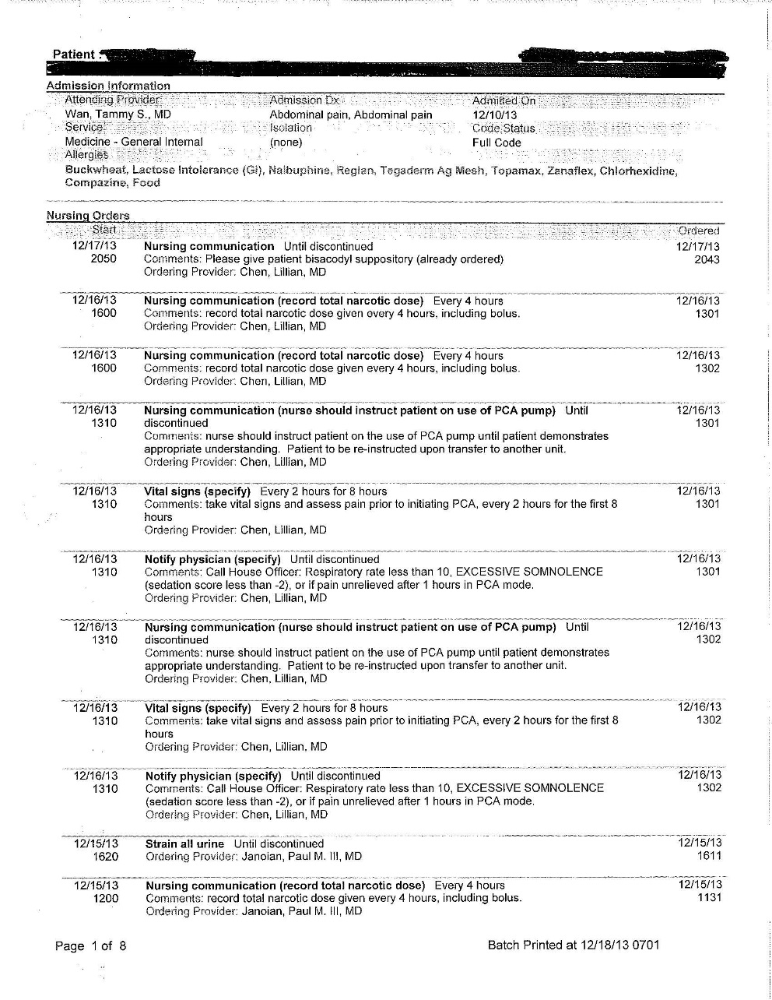 Patient :
Admission Information
Attending Provider Admission Dx Admitted On
Wan, Tammy S., MD Abdominal pain, Abdominal pain 12/10/13
Service Isolation Code Status
Medicine - General Internal (none) Full Code
Allergies
Buckwheat, Lactose Intolerance (Gi), Nalbuphine, Reglan, Tegaderm Ag Mesh, Topamax, Zanaflex, Chlorhexidine,
Compazine, Food
Nursing Orders
Start Ordered
12/17/13 Nursing communication Until discontinued 12/17/13
2050 Comments: Please give patient bisacodyl suppository (already ordered) 2043
Ordering Provider: Chen, Lillian, MD
12/16/13 Nursing communication (record total narcotic dose) Every 4 hours 12/16/13
1600 Comments: record total narcotic dose given every 4 hours, including bolus. 1301
Ordering Provider: Chen, Lillian, MD
12/16/13 Nursing communication (record total narcotic dose) Every 4 hours 12/16/13
1600 Comments: record total narcotic dose given every 4 hours, including bolus. 1302
Ordering Provider: Chen, Lillian, MD
12/16/13 Nursing communication (nurse should instruct patient on use of PCA pump) Until 12/16/13
1310 discontinued 1301
Comments: nurse should instruct patient on the use of PCA pump until patient demonstrates
appropriate understanding. Patient to be re-instructed upon transfer to another unit.
Ordering Provider: Chen, Lillian, MD
12/16/13 Vital signs (specify) Every 2 hours for 8 hours 12/16/13
1310 Comments: take vital signs and assess pain prior to initiating PCA, every 2 hours for the first 8 1301
hours
Ordering Provider: Chen, Lillian, MD
12/16/13 Notify physician (specify) Until discontinued 12/16/13
1310 Comments: Call House Officer: Respiratory rate less than 10, EXCESSIVE SOMNOLENCE 1301
(sedation score less than -2), or if pain unrelieved after 1 hours in PCA mode.
Ordering Provider: Chen, Lillian, MD
12/16/13 Nursing communication (nurse should instruct patient on use of PCA pump) Until 12/16/13
1310 discontinued 1302
Comments: nurse should instruct patient on the use of PCA pump until patient demonstrates
appropriate understanding. Patient to be re-instructed upon transfer to another unit.
Ordering Provider: Chen, Lillian, MD
12/16/13 Vital signs (specify) Every 2 hours for 8 hours 12/16/13
1310 Comments: take vital signs and assess pain prior to initiating PCA, every 2 hours for the first 8 1302
hours
Ordering Provider: Chen, Lillian, MD
12/16/13 Notify physician (specify) Until discontinued 12/16/13
1310 Comments: Call House Officer: Respiratory rate less than 10, EXCESSIVE SOMNOLENCE 1302
(sedation score less than -2), or if pain unrelieved after 1 hours in PCA mode.
Ordering Provider: Chen, Lillian, MD
12/15/13 Strain all urine Until discontinued 12/15/13
1620 Ordering Provider: Janoian, Paul M. III, MD 1611
12/15/13 Nursing communication (record total narcotic dose) Every 4 hours 12/15/13
1200 Comments: record total narcotic dose given every 4 hours, including bolus. 1131
Ordering Provider: Janoian, Paul M. III, MD
Page 1 of 8 Batch Printed at 12/18/13 0701